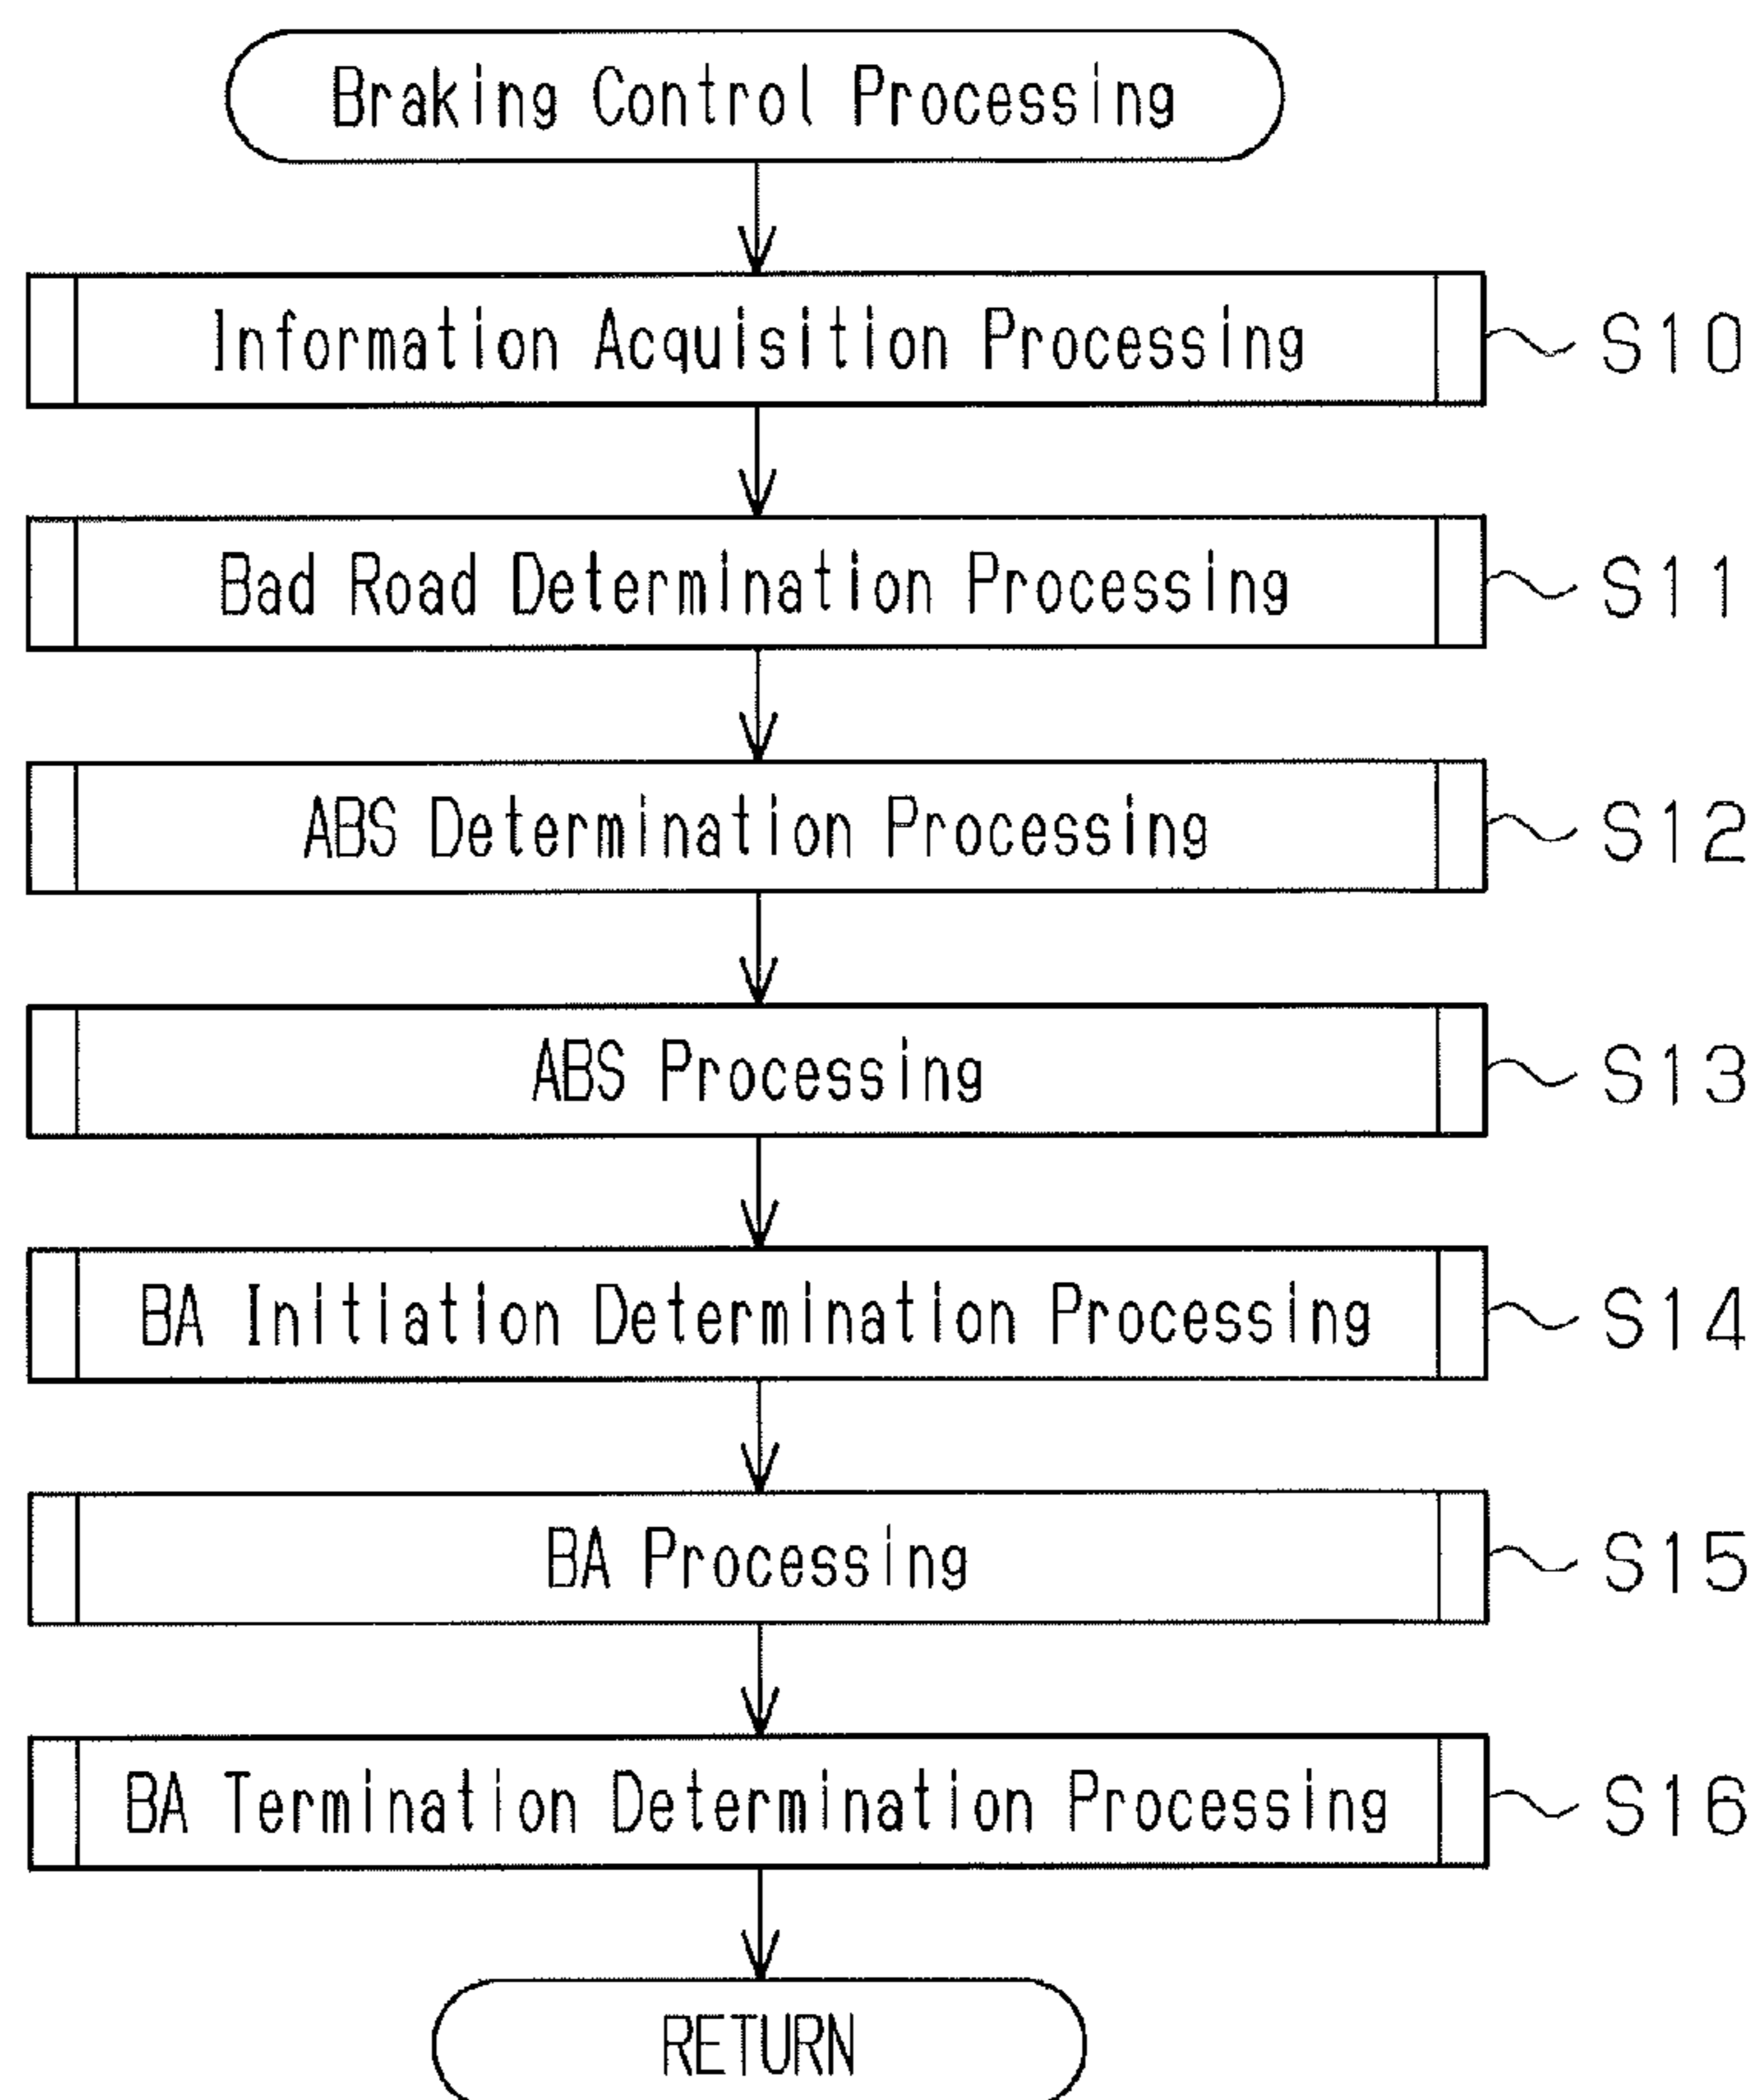 Braking Control Processing
Information Acquisition Processing S10
Bad Road Determination Processing S11
ABS Determination Processing S12
ABS Processing S13
BA Initiation Determination Processing S14
BA Processing S15
BA Termination Determination Processing S16
RETURN